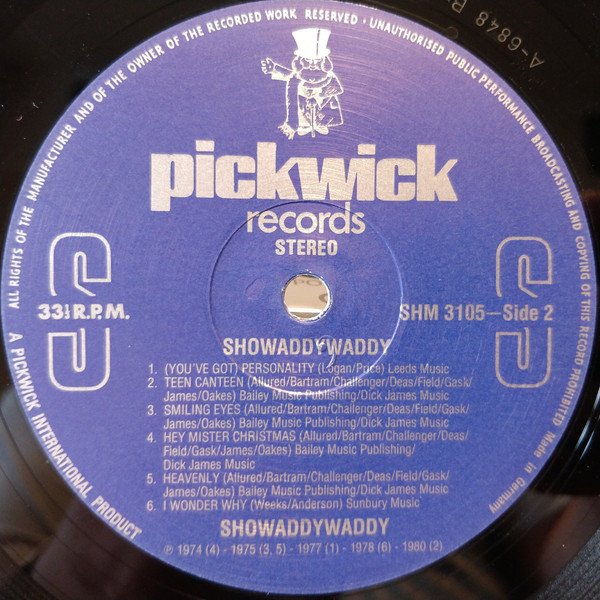 ALL RIGHTS OF THE MANUFACTURER AND OF THE OWNER OF THE RECORDED WORK RESERVED • UNAUTHORISED PUBLIC PERFORMANCE BROADCASTING AND COPYING OF THIS RECORD PROHIBITED Made in Germany
A-6848 B
pickwick
records
STEREO
33⅓ R.P.M.
SHM 3105—Side 2
SHOWADDYWADDY
1. (YOU'VE GOT) PERSONALITY (Logan/Price) Leeds Music
2. TEEN CANTEEN (Allured/Bartram/Challenger/Deas/Field/Gask/
James/Oakes) Bailey Music Publishing/Dick James Music
3. SMILING EYES (Allured/Bartram/Challenger/Deas/Field/Gask/
James/Oakes) Bailey Music Publishing/Dick James Music
4. HEY MISTER CHRISTMAS (Allured/Bartram/Challenger/Deas/
Field/Gask/James/Oakes) Bailey Music Publishing/
Dick James Music
5. HEAVENLY (Allured/Bartram/Challenger/Deas/Field/Gask/
James/Oakes) Bailey Music Publishing/Dick James Music
6. I WONDER WHY (Weeks/Anderson) Sunbury Music
SHOWADDYWADDY
℗ 1974 (4) - 1975 (3, 5) - 1977 (1) - 1978 (6) - 1980 (2)
A PICKWICK INTERNATIONAL PRODUCT